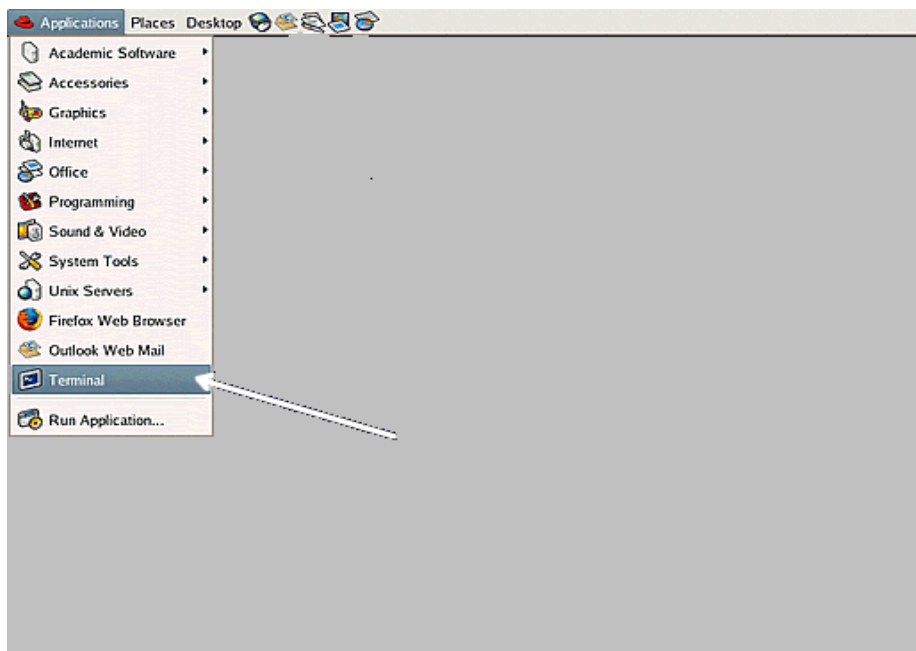 Applications Places Desktop
Academic Software
Accessories
Graphics
Internet
Office
Programming
Sound & Video
System Tools
Unix Servers
Firefox Web Browser
Outlook Web Mail
Terminal
Run Application...